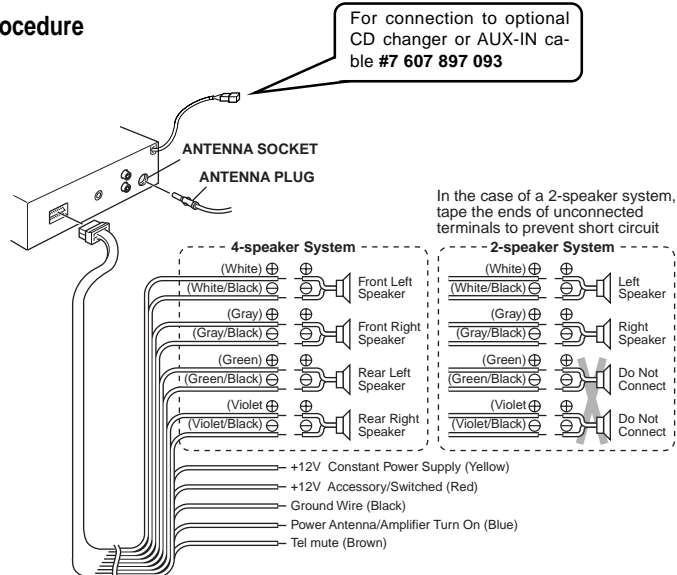 ocedure
For connection to optional
CD changer or AUX-IN ca-
ble #7 607 897 093
ANTENNA SOCKET
ANTENNA PLUG
In the case of a 2-speaker system,
tape the ends of unconnected
terminals to prevent short circuit
4-speaker System
(White) ⊕ ⊕
(White/Black) ⊖ ⊖
Front Left
Speaker
(Gray) ⊕ ⊕
(Gray/Black) ⊖ ⊖
Front Right
Speaker
(Green) ⊕ ⊕
(Green/Black) ⊖ ⊖
Rear Left
Speaker
(Violet ⊕ ⊕
(Violet/Black) ⊖ ⊖
Rear Right
Speaker
2-speaker System
(White) ⊕ ⊕
(White/Black) ⊖ ⊖
Left
Speaker
(Gray) ⊕ ⊕
(Gray/Black) ⊖ ⊖
Right
Speaker
(Green) ⊕ ⊕
(Green/Black) ⊖ ⊖
Do Not
Connect
(Violet ⊕ ⊕
(Violet/Black) ⊖ ⊖
Do Not
Connect
+12V Constant Power Supply (Yellow)
+12V Accessory/Switched (Red)
Ground Wire (Black)
Power Antenna/Amplifier Turn On (Blue)
Tel mute (Brown)